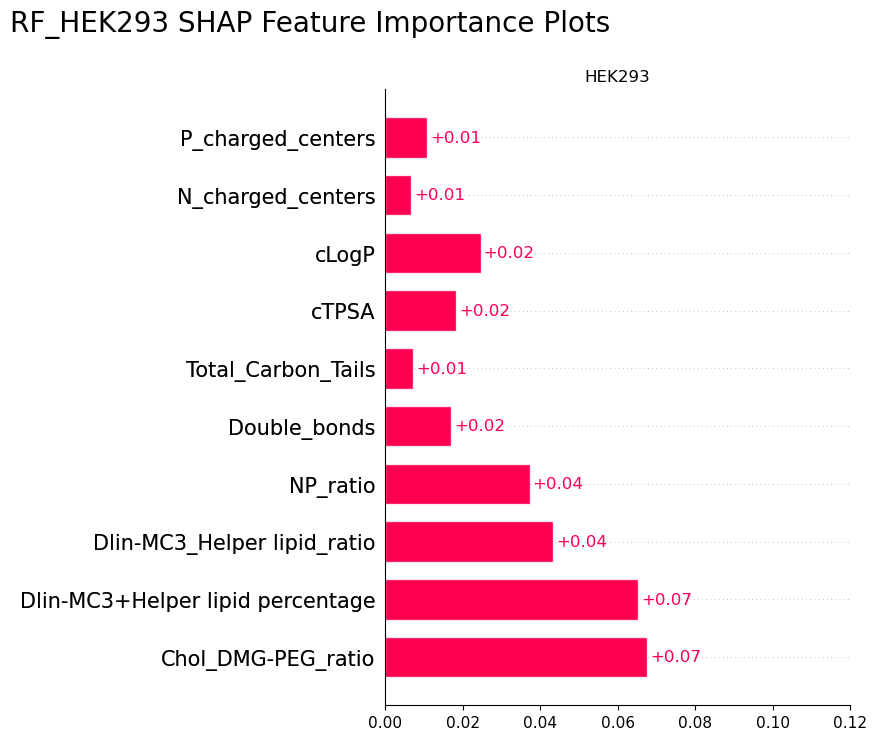 RF_HEK293 SHAP Feature Importance Plots
HEK293
P_charged_centers +0.01
N_charged_centers +0.01
cLogP +0.02
cTPSA +0.02
Total_Carbon_Tails +0.01
Double_bonds +0.02
NP_ratio +0.04
Dlin-MC3_Helper lipid_ratio +0.04
Dlin-MC3+Helper lipid percentage +0.07
Chol_DMG-PEG_ratio +0.07
0.00 0.02 0.04 0.06 0.08 0.10 0.12